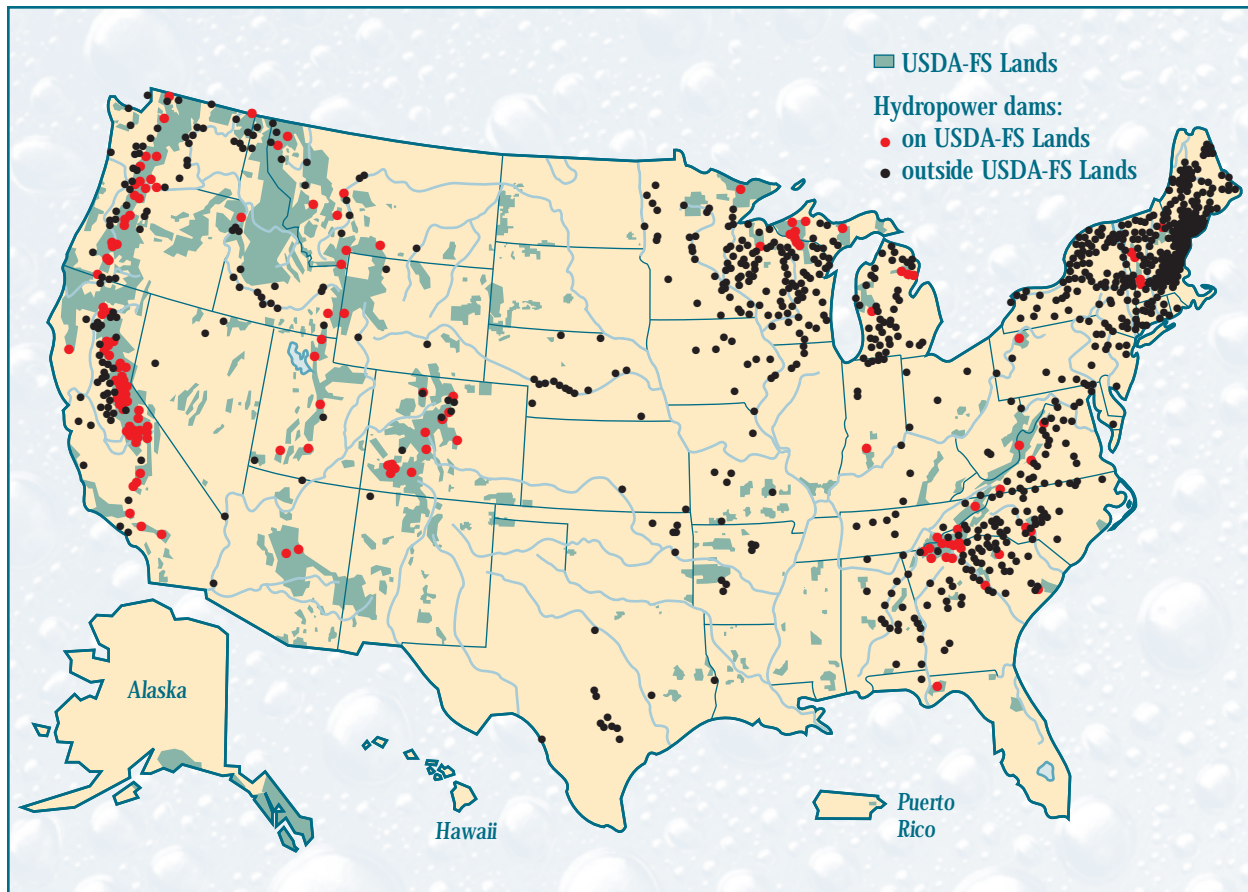 USDA-FS Lands
Hydropower dams:
on USDA-FS Lands
outside USDA-FS Lands
Alaska
Hawaii
Puerto
Rico